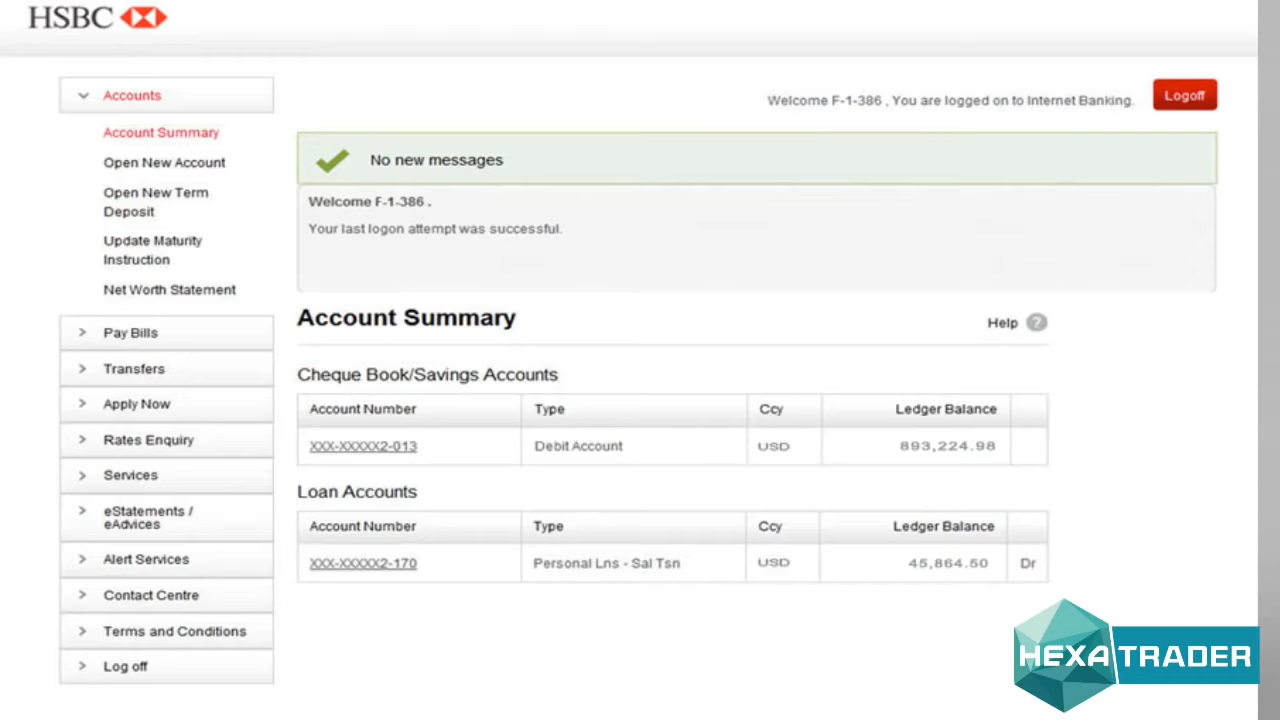 HSBC
Accounts
Welcome F-1-386 , You are logged on to Internet Banking.
Logoff
Account Summary
Open New Account
Open New Term
Deposit
Update Maturity
Instruction
Net Worth Statement
Pay Bills
Transfers
Apply Now
Rates Enquiry
Services
eStatements /
eAdvices
Alert Services
Contact Centre
Terms and Conditions
Log off
No new messages
Welcome F-1-386 .
Your last logon attempt was successful.
Account Summary
Help ?
Cheque Book/Savings Accounts
Account Number Type Ccy Ledger Balance
XXX-XXXXX2-013 Debit Account USD 893,224.98
Loan Accounts
Account Number Type Ccy Ledger Balance
XXX-XXXXX2-170 Personal Lns - Sal Tsn USD 45,864.50 Dr
HEXATRADER